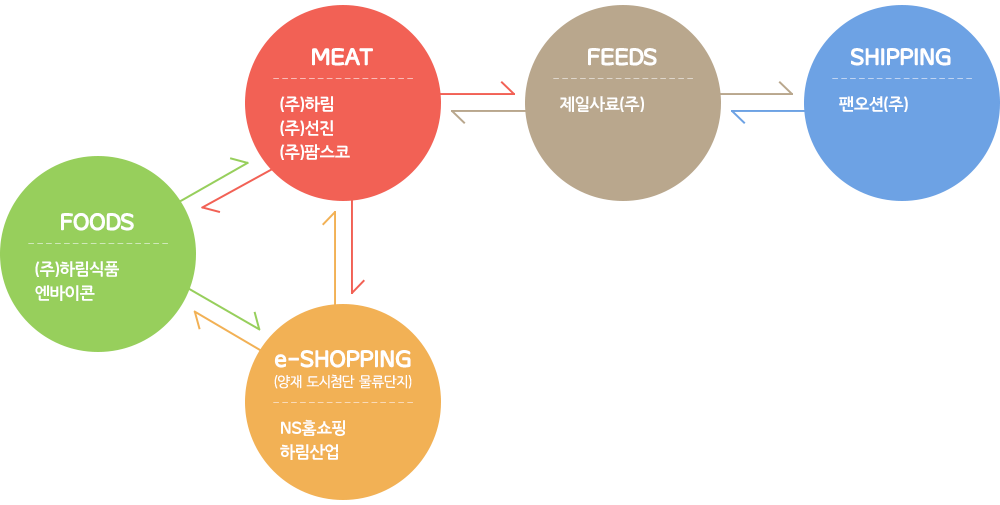 MEAT
(주)하림
(주)선진
(주)팜스코
FEEDS
제일사료(주)
SHIPPING
팬오션(주)
FOODS
(주)하림식품
엔바이콘
e-SHOPPING
(양재 도시첨단 물류단지)
NS홈쇼핑
하림산업